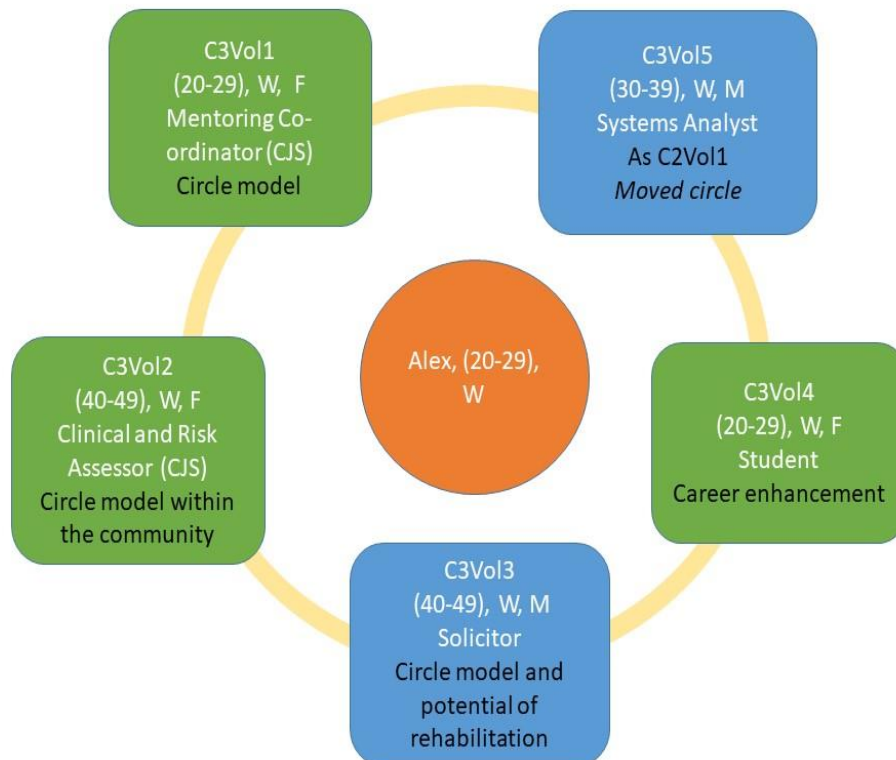 C3Vol1
(20-29), W, F
Mentoring Co-
ordinator (CJS)
Circle model
C3Vol5
(30-39), W, M
Systems Analyst
As C2Vol1
Moved circle
C3Vol2
(40-49), W, F
Clinical and Risk
Assessor (CJS)
Circle model within
the community
Alex, (20-29),
W
C3Vol4
(20-29), W, F
Student
Career enhancement
C3Vol3
(40-49), W, M
Solicitor
Circle model and
potential of
rehabilitation